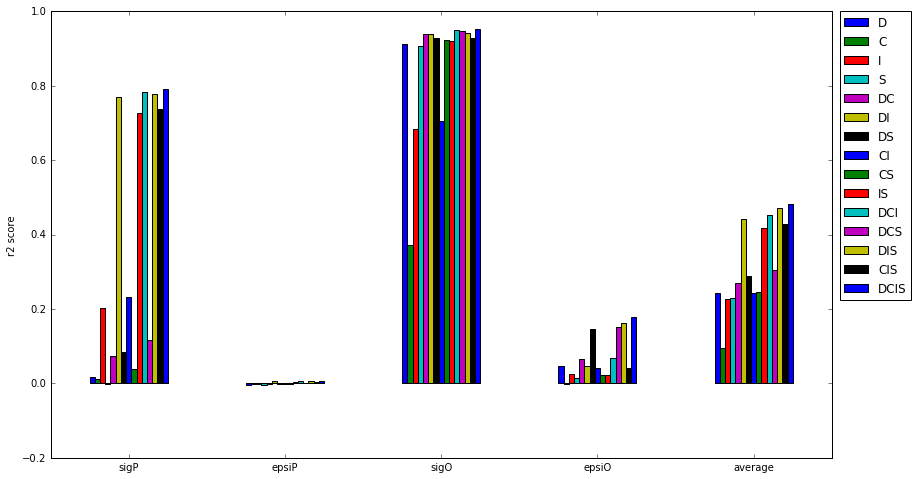 1.0
0.8
0.6
0.4
0.2
0.0
−0.2
r2 score
sigP
epsiP
sigO
epsiO
average
D
C
I
S
DC
DI
DS
CI
CS
IS
DCI
DCS
DIS
CIS
DCIS